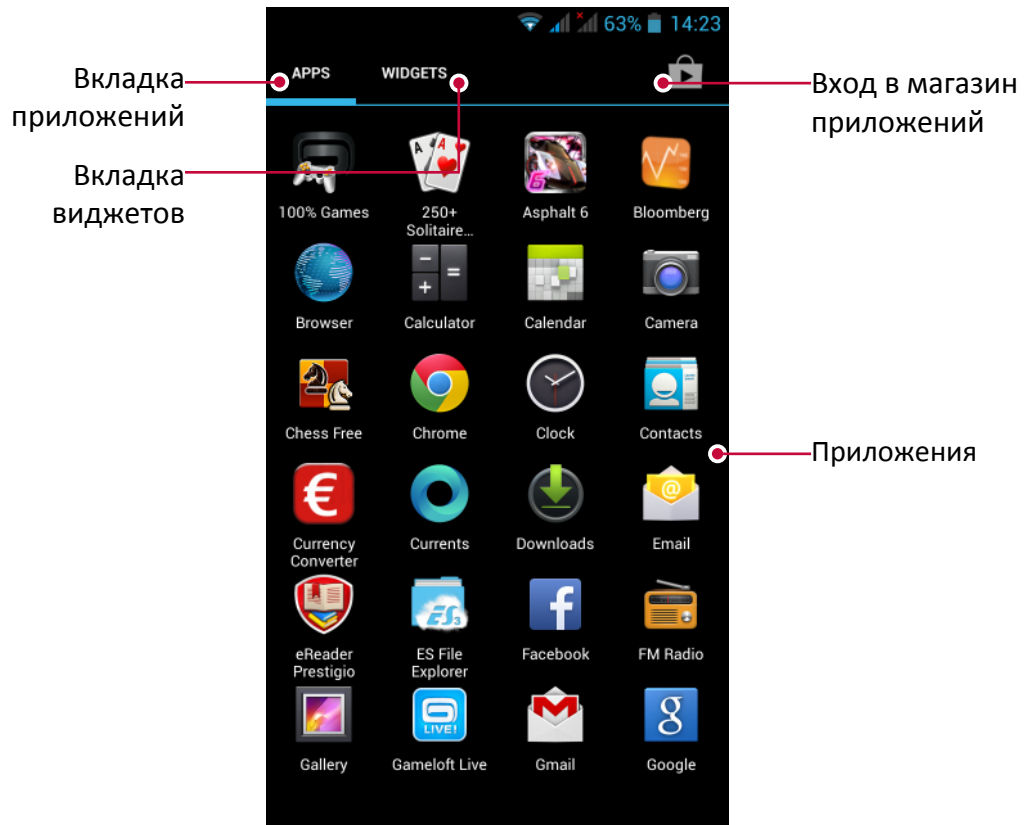 63% 14:23
APPS WIDGETS
Вкладка
приложений
Вход в магазин
приложений
Вкладка
виджетов
100% Games 250+ Asphalt 6 Bloomberg
Solitaire...
Browser Calculator Calendar Camera
Chess Free Chrome Clock Contacts
Приложения
€
@
Currency Currents Downloads Email
Converter
ES3
f
eReader ES File Facebook FM Radio
Prestigio Explorer
LIVE!
g
Gallery Gameloft Live Gmail Google